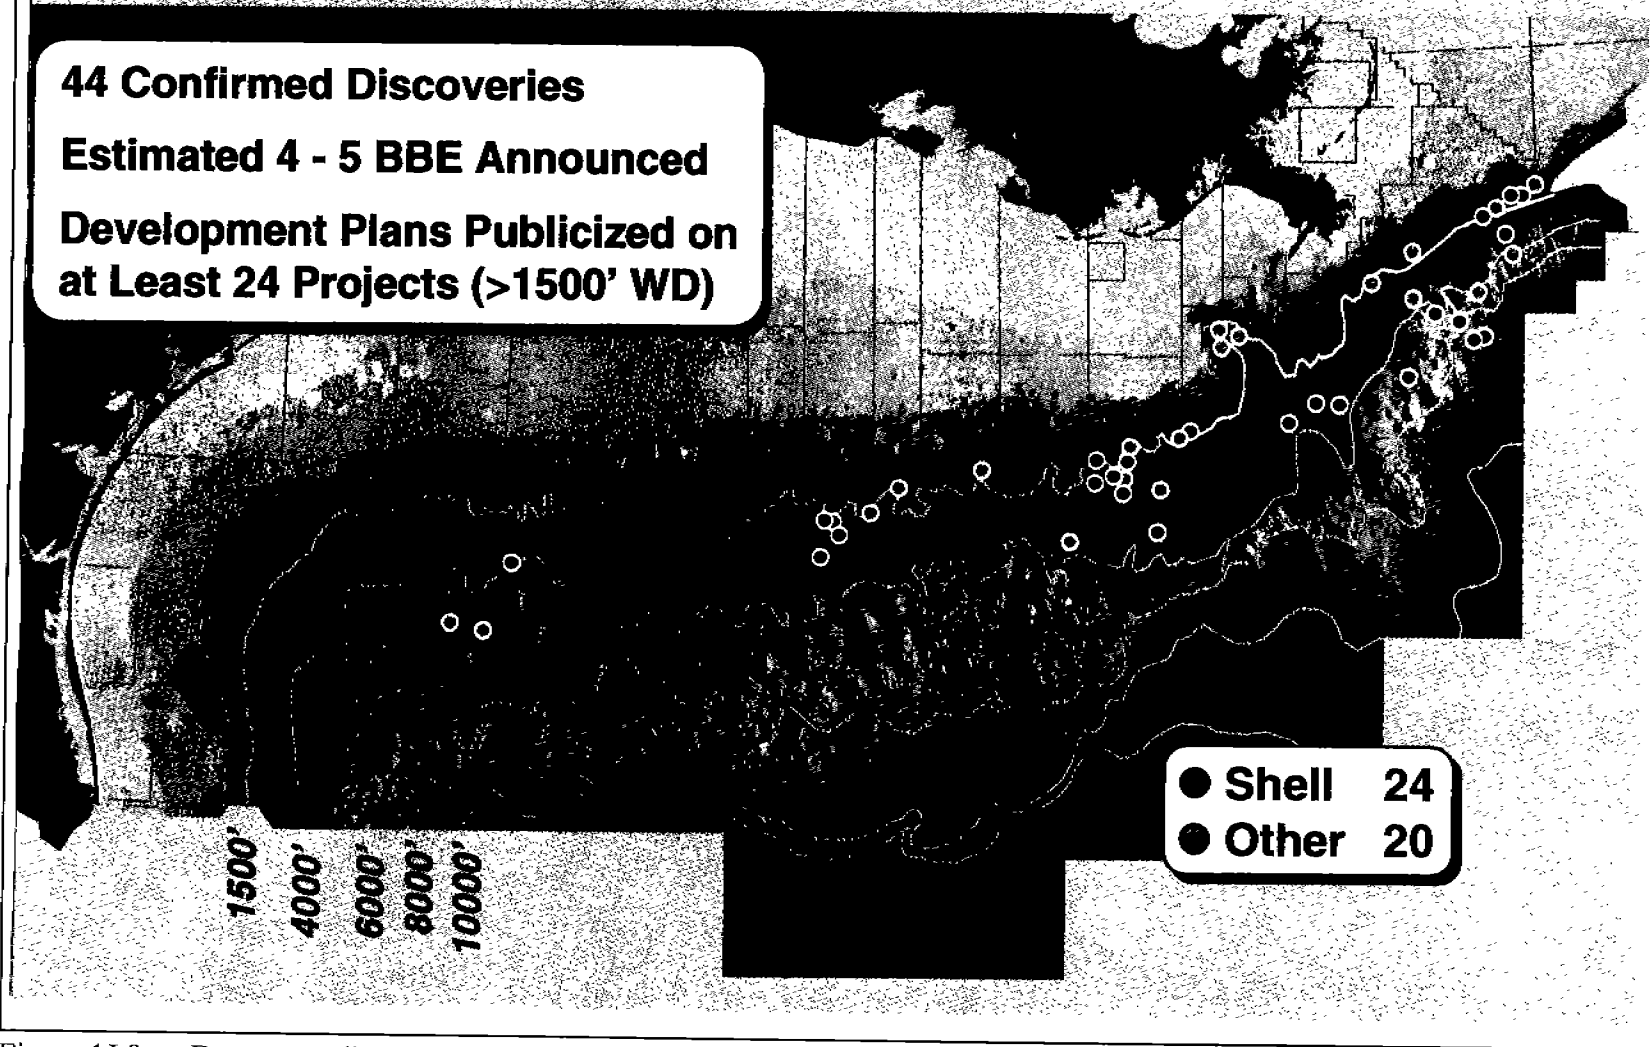 44 Confirmed Discoveries
Estimated 4 - 5 BBE Announced
Development Plans Publicized on
at Least 24 Projects (>1500' WD)
Shell 24
Other 20
1500'
4000'
6000'
8000'
10000'